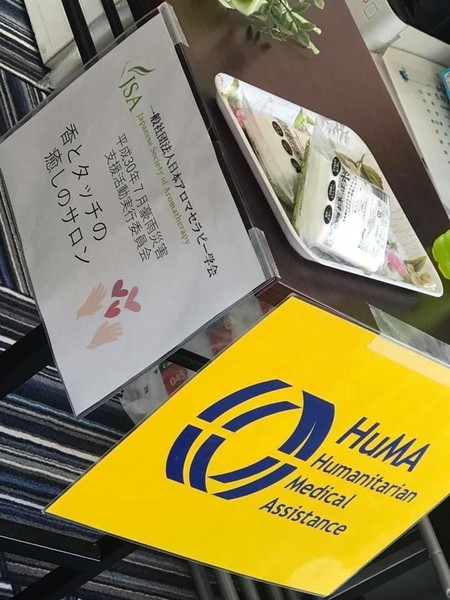 JSA
一般社団法人日本アロマセラピー学会
Japanese Society of Aromatherapy
平成30年7月豪雨災害
支援活動実行委員会
香とタッチの
癒しのサロン
HuMA
Humanitarian
Medical
Assistance